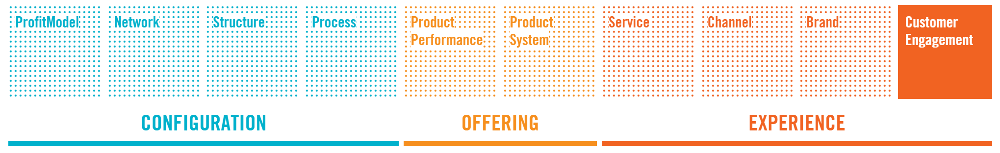 ProfitModel
Network
Structure
Process
Product
Performance
Product
System
Service
Channel
Brand
Customer
Engagement
CONFIGURATION
OFFERING
EXPERIENCE